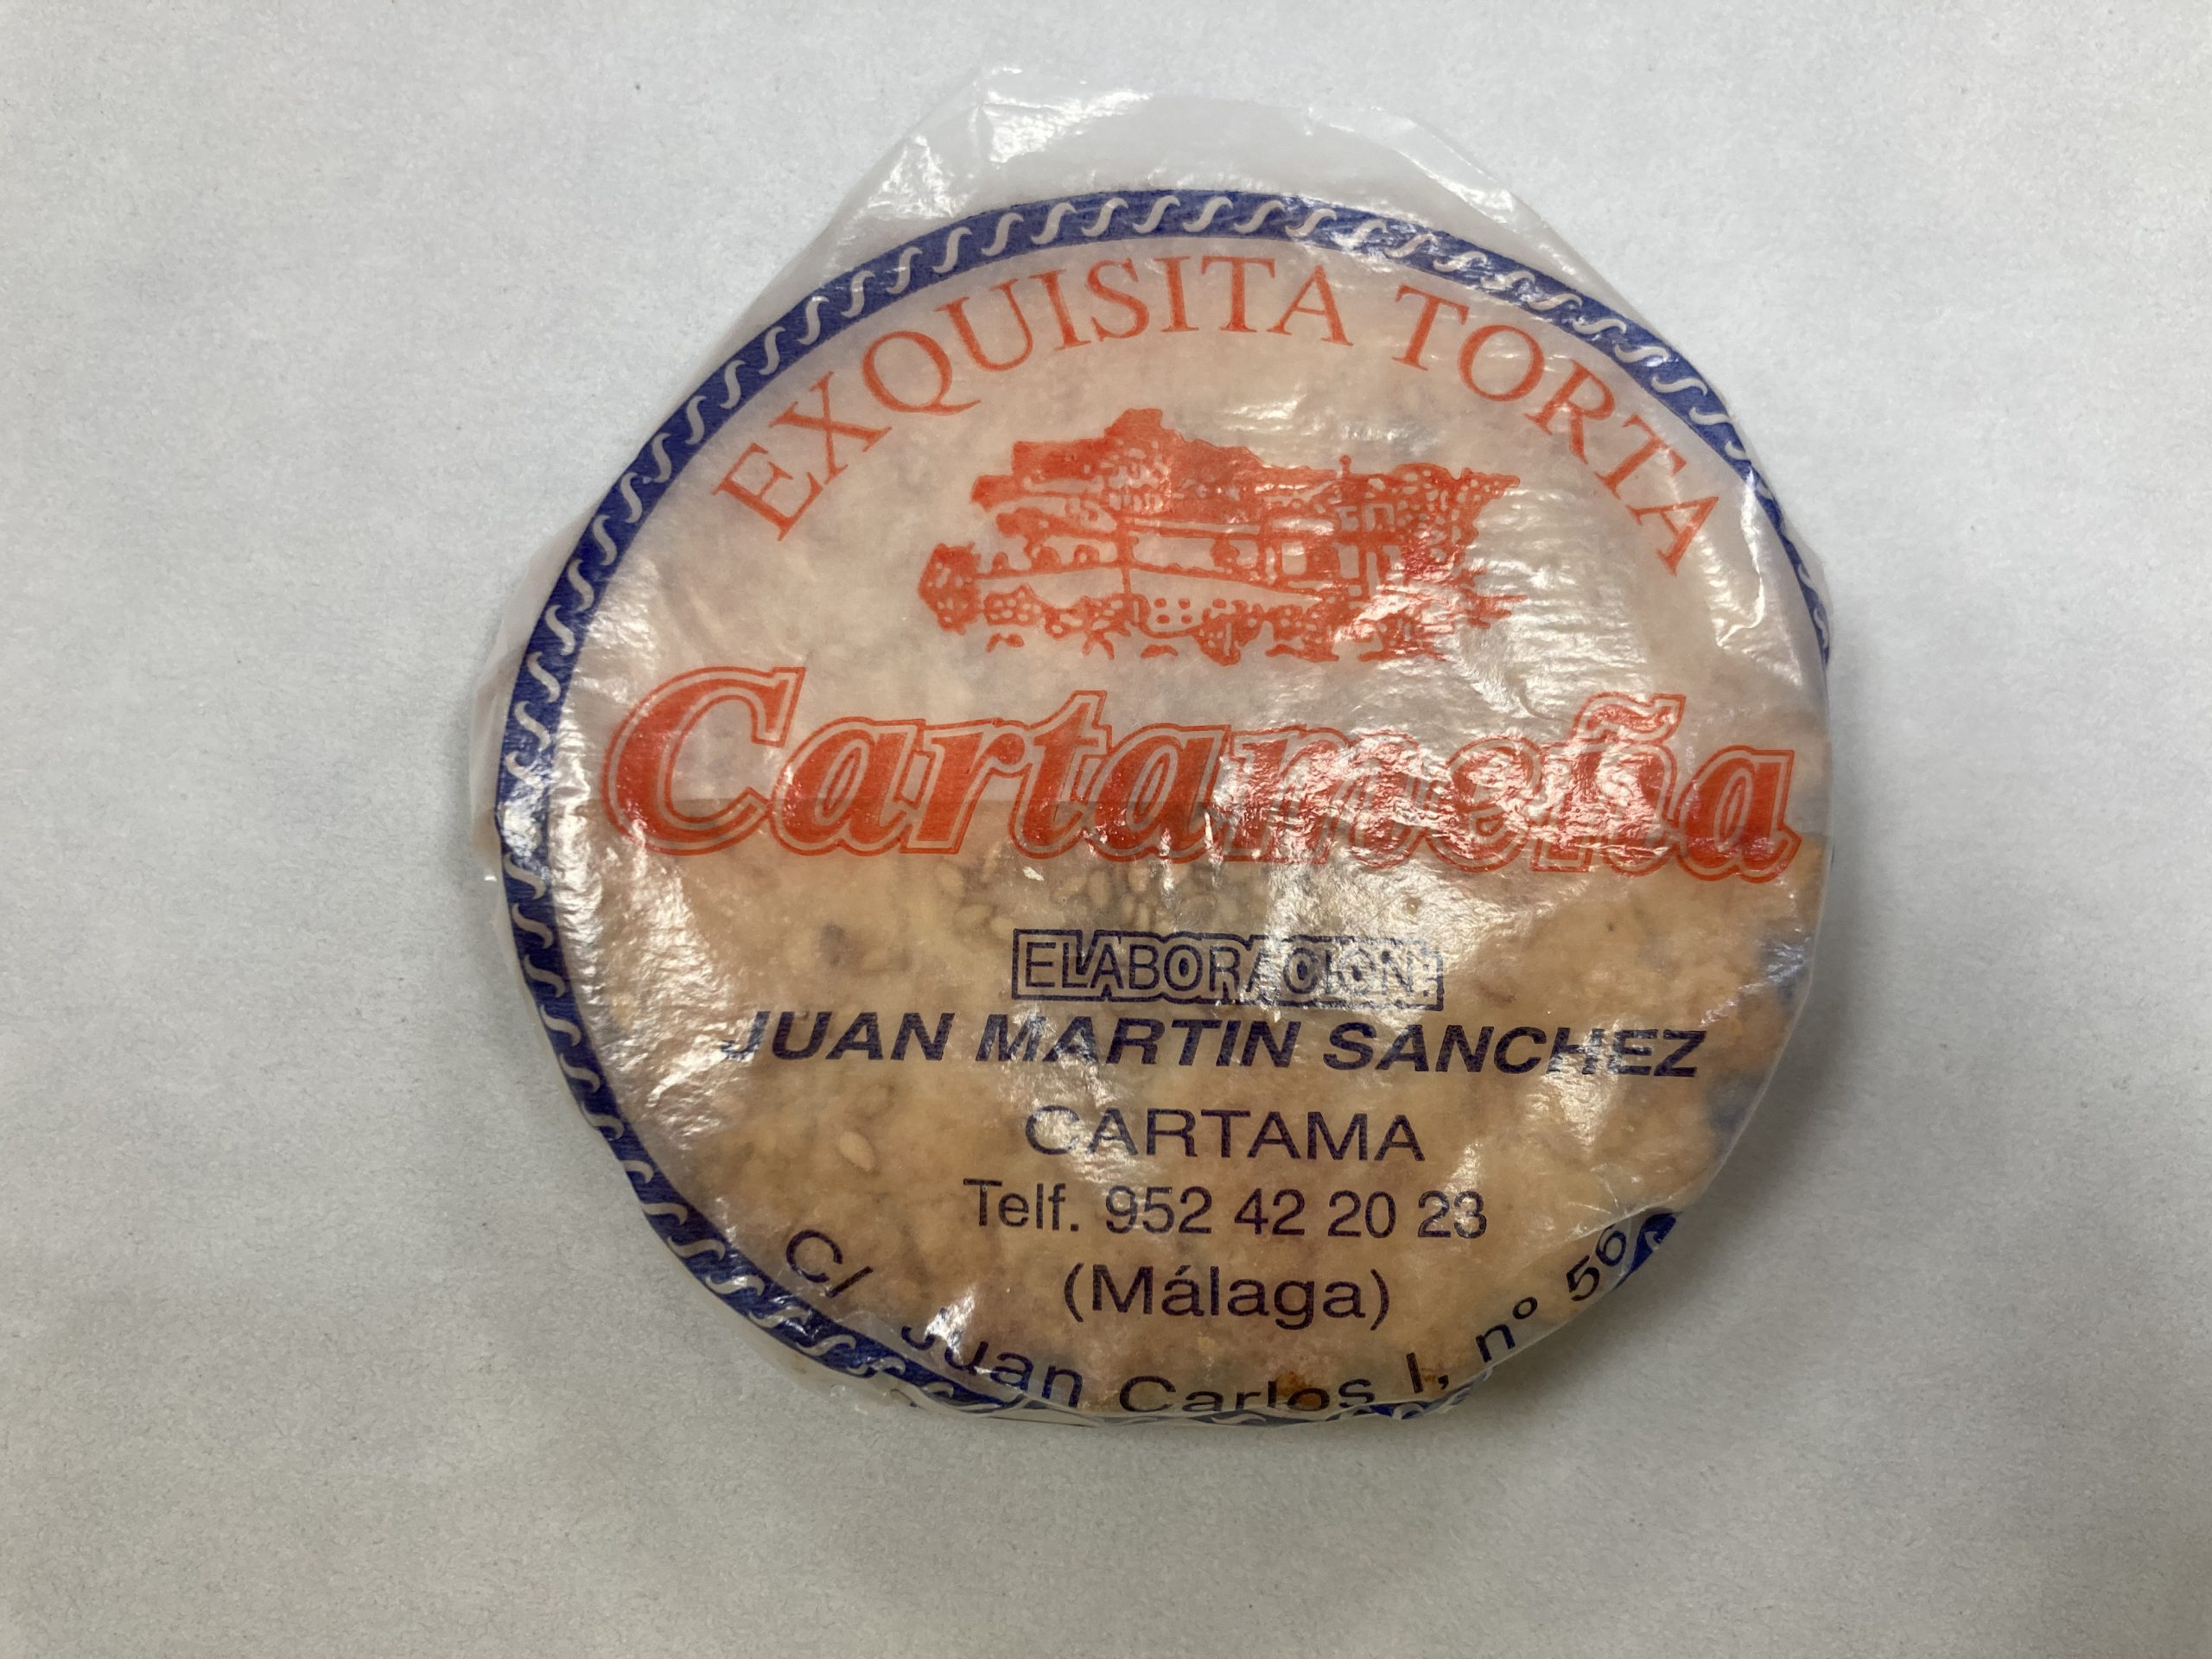 EXQUISITA TORTA
Cartameña
ELABORACION:
JUAN MARTIN SANCHEZ
CARTAMA
Telf. 952 42 20 23
(Málaga)
C/ Juan Carlos I, nº 56